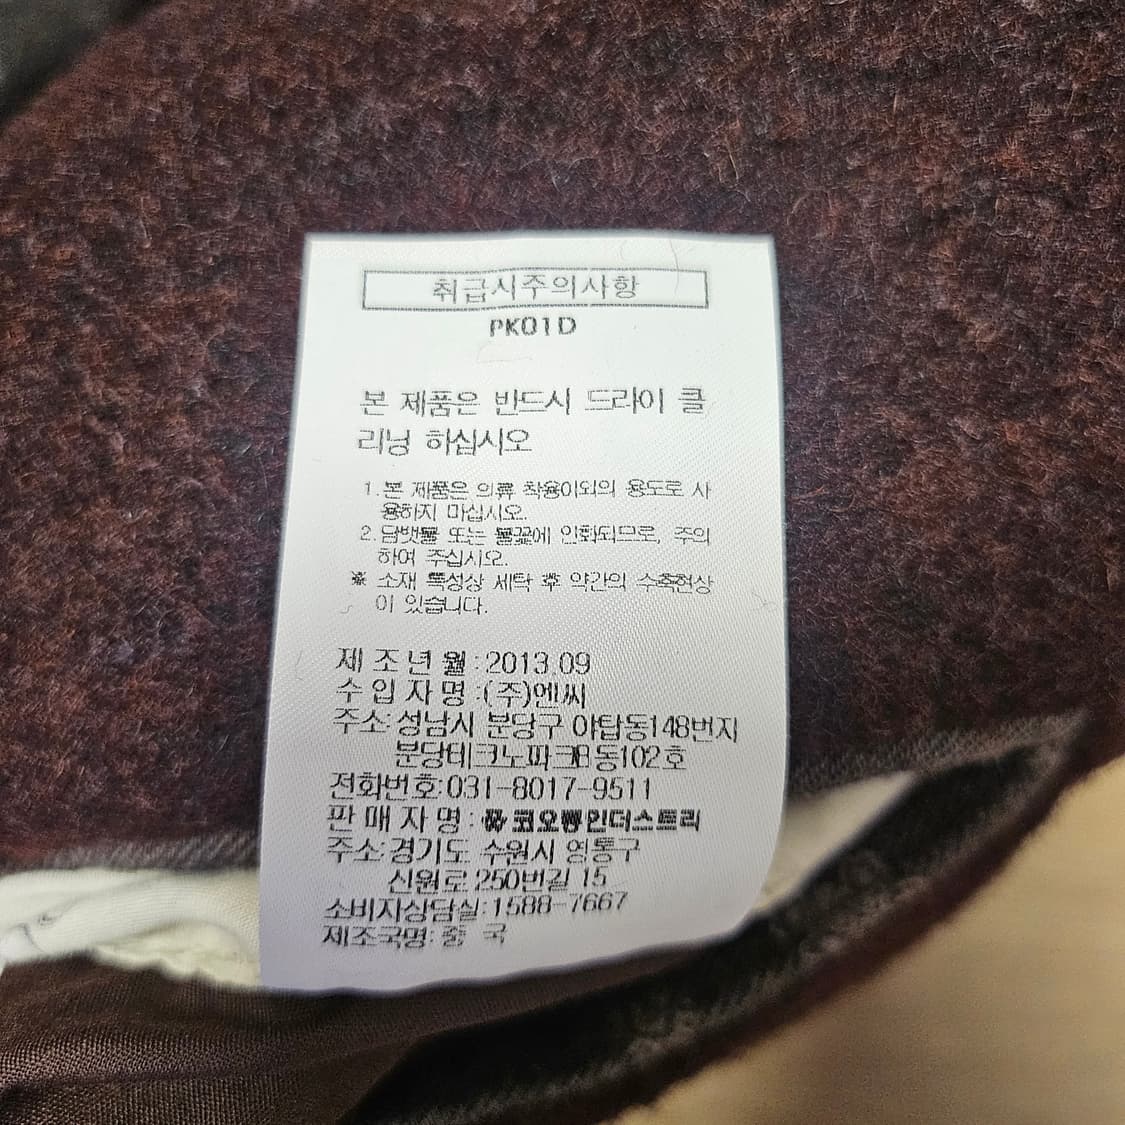 취급시주의사항
PK01D
본 제품은 반드시 드라이 클
리닝 하십시오
1.본 제품은 의류 착용이외의 용도로 사
용하지 마십시오.
2.담뱃불 또는 불꽃에 인화되므로, 주의
하여 주십시오.
※ 소재 특성상 세탁 후 약간의 수축현상
이 있습니다.
제 조 년 월 : 2013.09
수 입 자 명 :(주)엔씨
주소: 성남시 분당구 야탑동148번지
분당테크노파크B동102호
전화번호:031-8017-9511
판 매 자 명 : 코오롱인더스트리
주소:경기도 수원시 영통구
신원로 250번길 15
소비자상담실:1588-7667
제조국명: 중 국